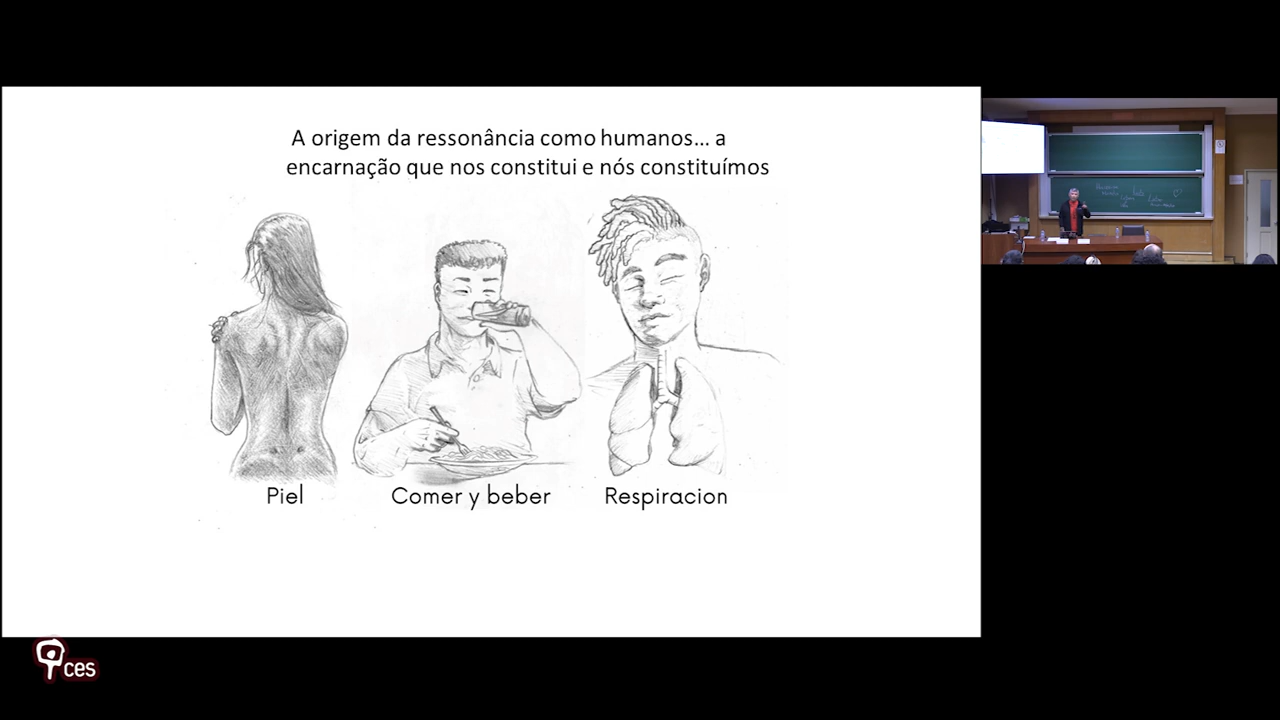 A origem da ressonância como humanos... a
encarnação que nos constitui e nós constituímos
Piel
Comer y beber
Respiracion
ces